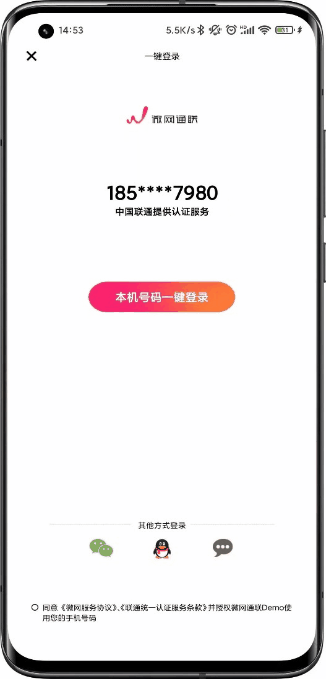 14:53 5.5K/s
一键登录
微网通联
185****7980
中国联通提供认证服务
本机号码一键登录
其他方式登录
同意《微网服务协议》、《联通统一认证服务条款》并授权微网通联Demo使
用您的手机号码